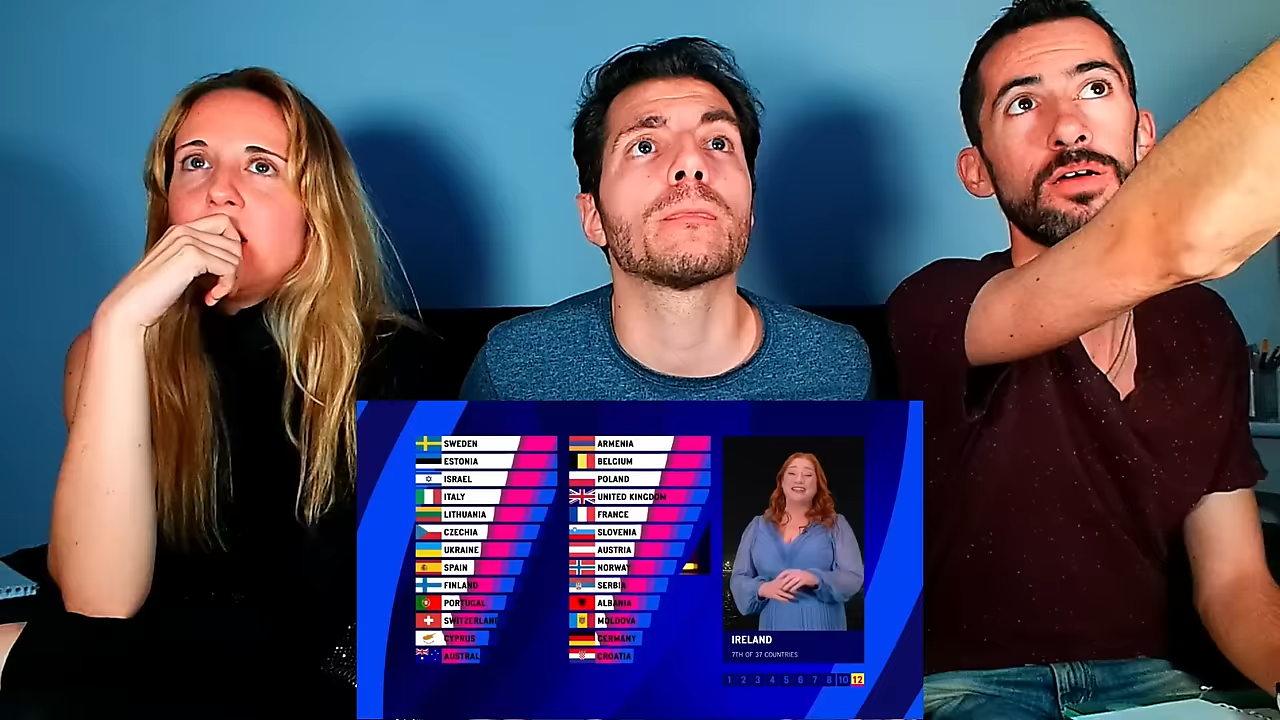 SWEDEN
ESTONIA
ISRAEL
ITALY
LITHUANIA
CZECHIA
UKRAINE
SPAIN
FINLAND
PORTUGAL
SWITZERLAN
CYPRUS
AUSTRAL
ARMENIA
BELGIUM
POLAND
UNITED KINGDOM
FRANCE
SLOVENIA
AUSTRIA
NORWAY
SERBIA
ALBANIA
MOLDOVA
GERMANY
CROATIA
IRELAND
7TH OF 37 COUNTRIES
1 2 3 4 5 6 7 8 10 12